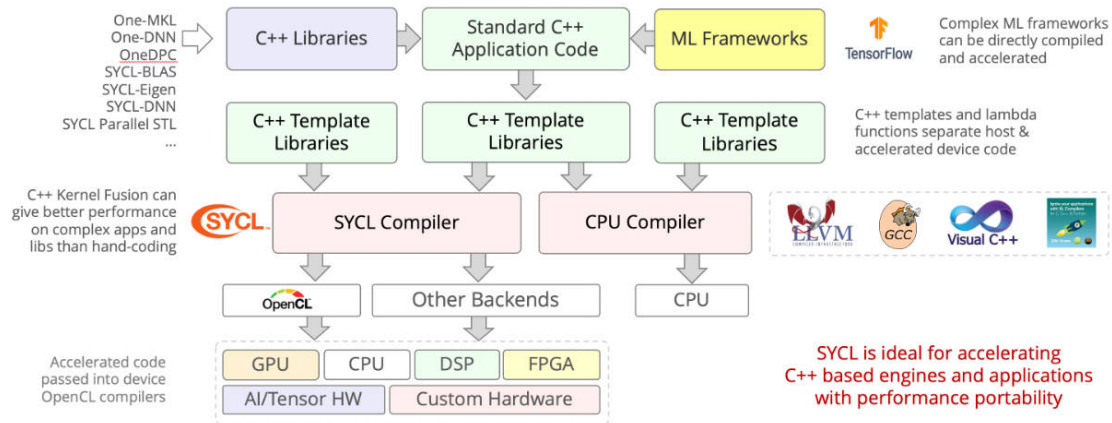 One-MKL
One-DNN
OneDPC
SYCL-BLAS
SYCL-Eigen
SYCL-DNN
SYCL Parallel STL
...
C++ Libraries
Standard C++
Application Code
ML Frameworks
TensorFlow
Complex ML frameworks
can be directly compiled
and accelerated
C++ Template
Libraries
C++ Template
Libraries
C++ Template
Libraries
C++ templates and lambda
functions separate host &
accelerated device code
C++ Kernel Fusion can
give better performance
on complex apps and
libs than hand-coding
SYCL
SYCL Compiler
CPU Compiler
LLVM
COMPILER INFRASTRUCTURE
GCC
Visual C++
OpenCL
Other Backends
CPU
Accelerated code
passed into device
OpenCL compilers
GPU
CPU
DSP
FPGA
AI/Tensor HW
Custom Hardware
SYCL is ideal for accelerating
C++ based engines and applications
with performance portability